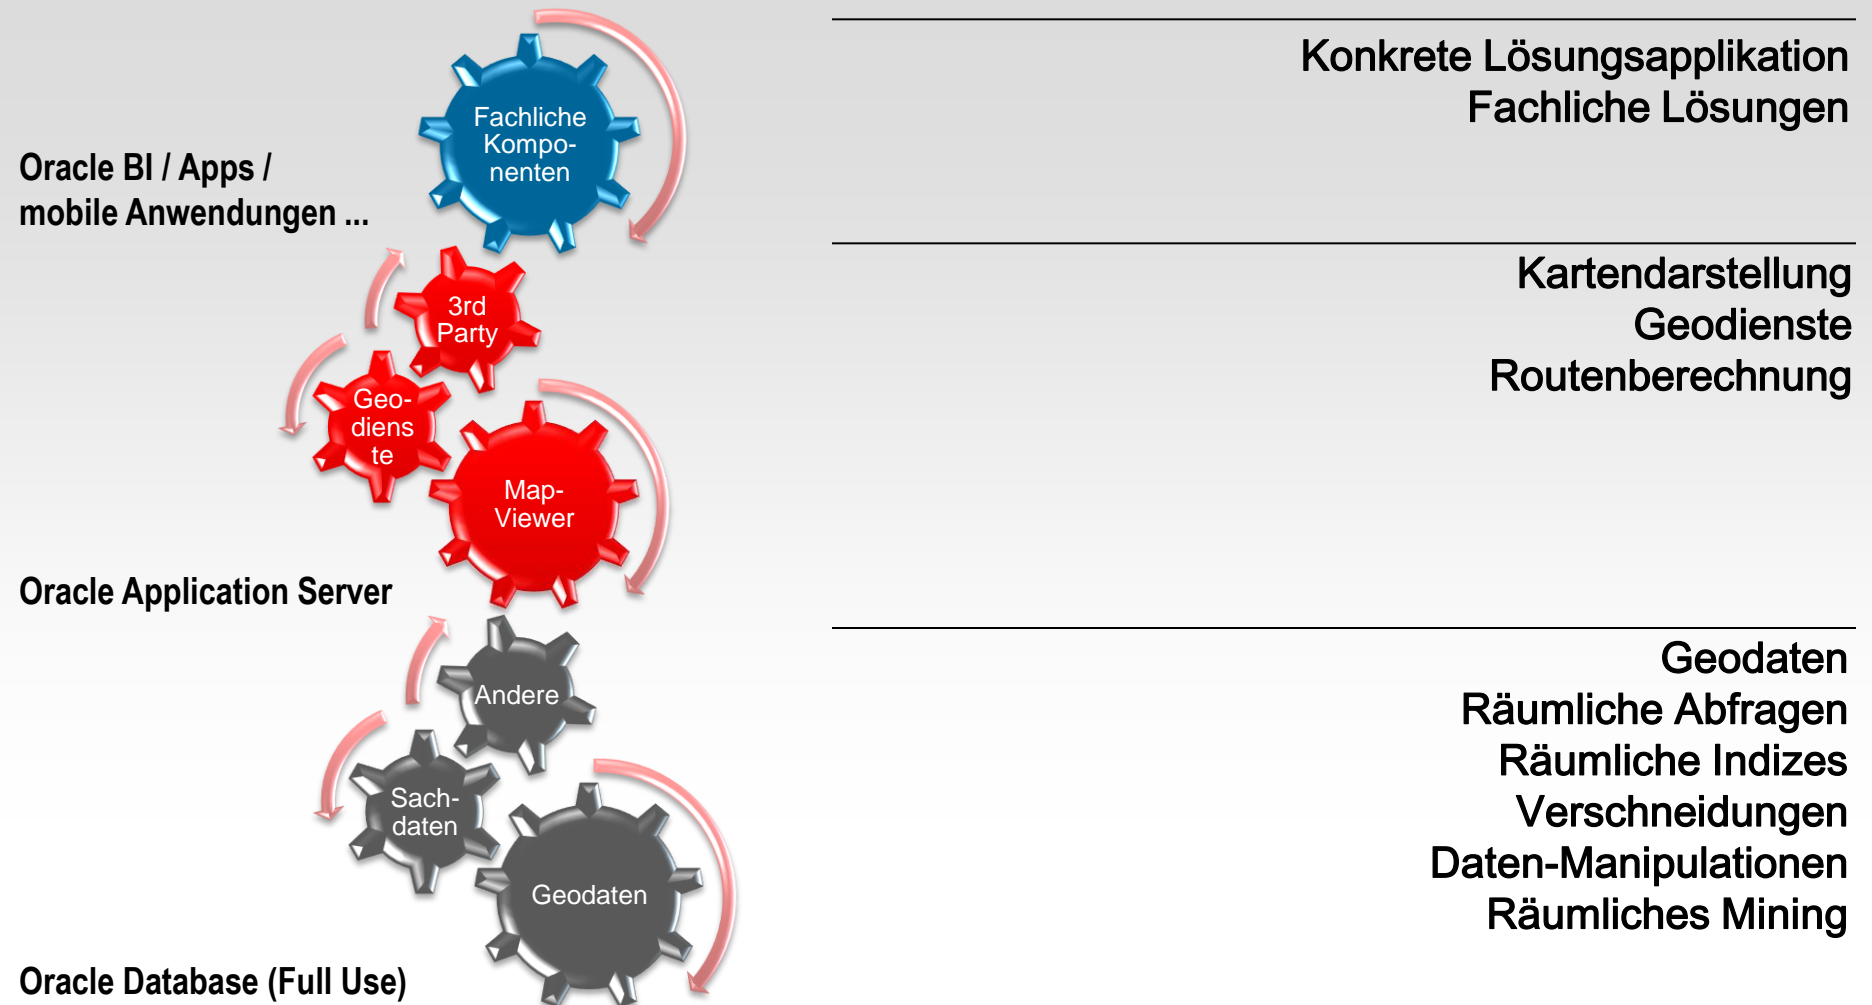 Konkrete Lösungsapplikation
Fachliche Lösungen
Fachliche
Kompo-
nenten
Oracle BI / Apps /
mobile Anwendungen ...
Kartendarstellung
Geodienste
Routenberechnung
3rd
Party
Geo-
diens
te
Map-
Viewer
Oracle Application Server
Geodaten
Räumliche Abfragen
Räumliche Indizes
Verschneidungen
Daten-Manipulationen
Räumliches Mining
Andere
Sach-
daten
Geodaten
Oracle Database (Full Use)